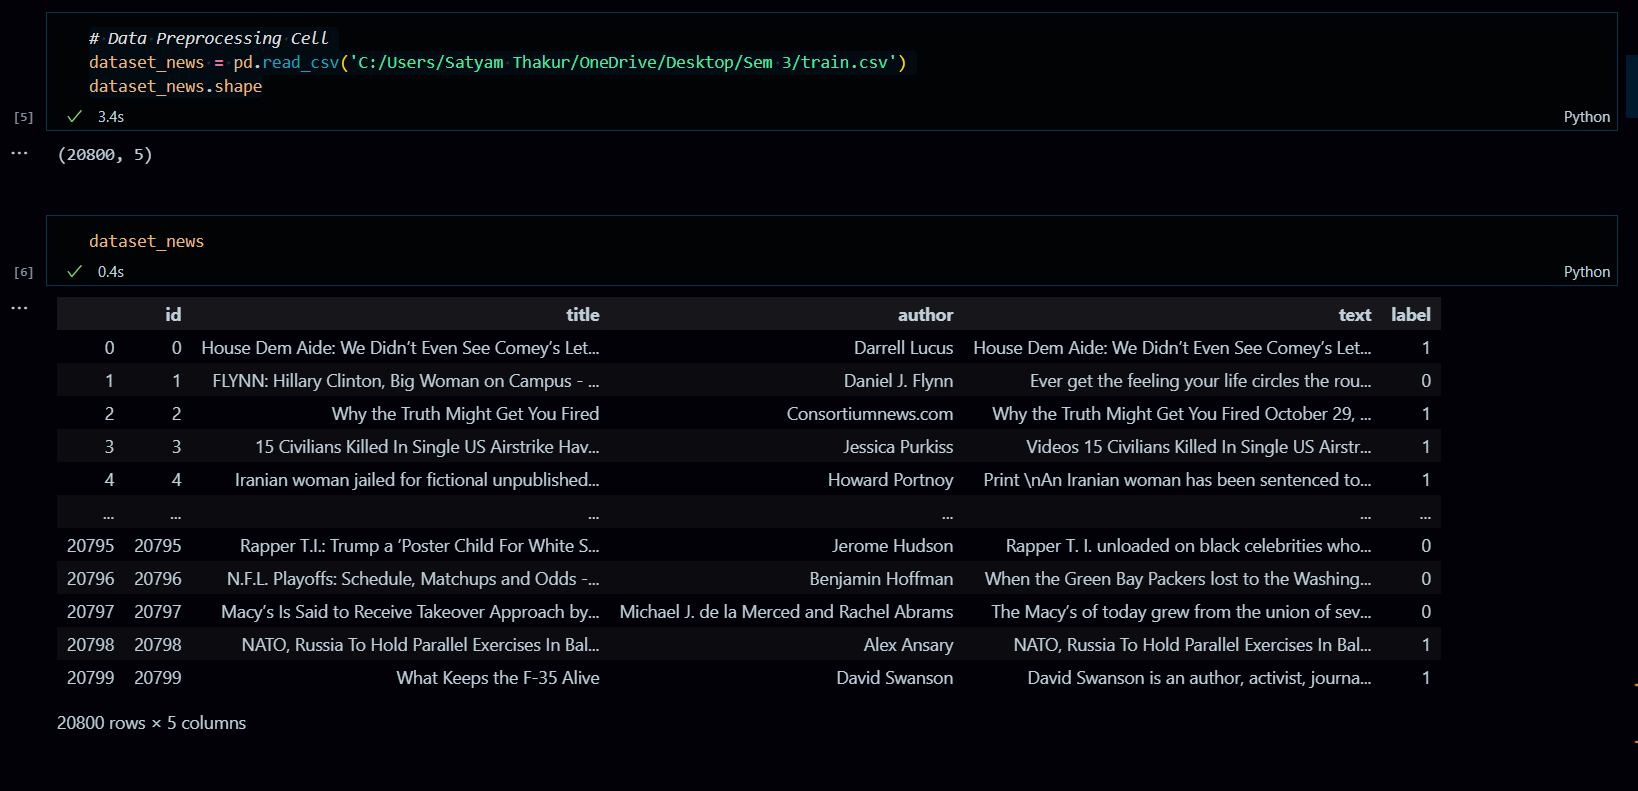 # Data Preprocessing Cell
dataset_news = pd.read_csv('C:/Users/Satyam Thakur/OneDrive/Desktop/Sem 3/train.csv')
dataset_news.shape
[5] ✓ 3.4s Python
... (20800, 5)
dataset_news
[6] ✓ 0.4s Python
...
id title author text label
0 0 House Dem Aide: We Didn’t Even See Comey’s Let... Darrell Lucus House Dem Aide: We Didn’t Even See Comey’s Let... 1
1 1 FLYNN: Hillary Clinton, Big Woman on Campus - ... Daniel J. Flynn Ever get the feeling your life circles the rou... 0
2 2 Why the Truth Might Get You Fired Consortiumnews.com Why the Truth Might Get You Fired October 29, ... 1
3 3 15 Civilians Killed In Single US Airstrike Hav... Jessica Purkiss Videos 15 Civilians Killed In Single US Airstr... 1
4 4 Iranian woman jailed for fictional unpublished... Howard Portnoy Print \nAn Iranian woman has been sentenced to... 1
... ... ... ... ... ...
20795 20795 Rapper T.I.: Trump a ‘Poster Child For White S... Jerome Hudson Rapper T. I. unloaded on black celebrities who... 0
20796 20796 N.F.L. Playoffs: Schedule, Matchups and Odds -... Benjamin Hoffman When the Green Bay Packers lost to the Washing... 0
20797 20797 Macy’s Is Said to Receive Takeover Approach by... Michael J. de la Merced and Rachel Abrams The Macy’s of today grew from the union of sev... 0
20798 20798 NATO, Russia To Hold Parallel Exercises In Bal... Alex Ansary NATO, Russia To Hold Parallel Exercises In Bal... 1
20799 20799 What Keeps the F-35 Alive David Swanson David Swanson is an author, activist, journa... 1
20800 rows × 5 columns